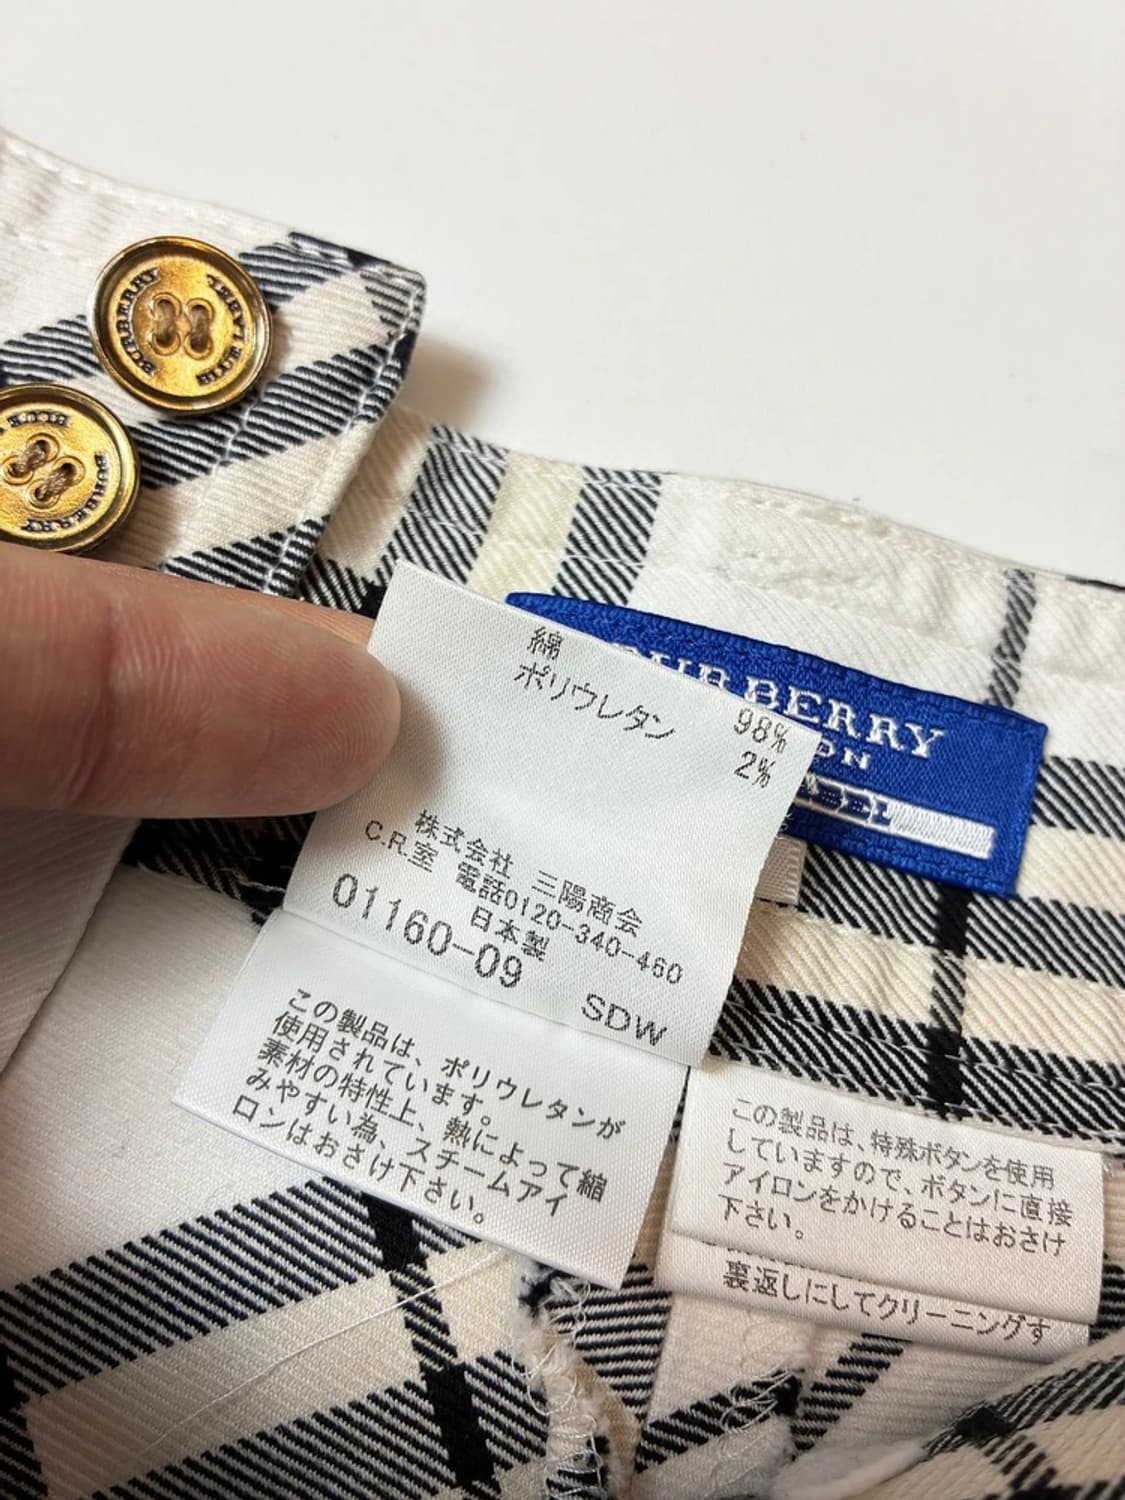 BURBERRY BLUE LABEL
BLUE
BURBERRY
BURBERRY
綿 98%
ポリウレタン 2%
株式会社 三陽商会
C.R.室 電話0120-340-460
日本製
01160-09
SDW
この製品は、ポリウレタンが
使用されています。
素材の特性上、熱によって縮
みやすい為、スチームアイ
ロンはおさけ下さい。
この製品は、特殊ボタンを使用
していますので、ボタンに直接
アイロンをかけることはおさけ
下さい。
裏返しにしてクリーニングす